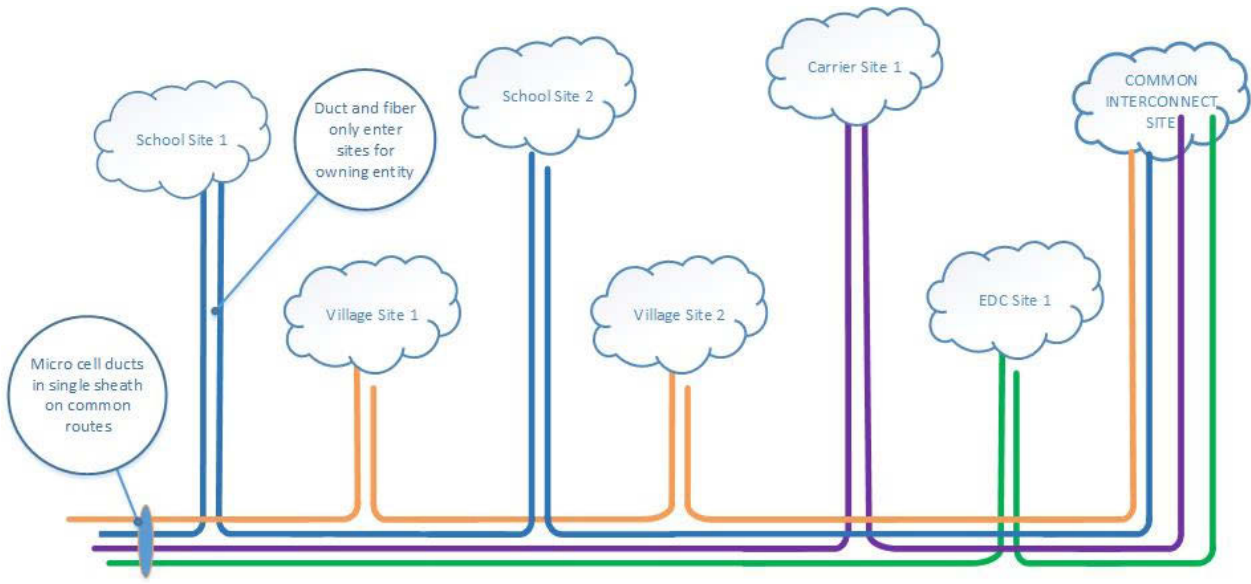 School Site 1
Duct and fiber
only enter
sites for
owning entity
School Site 2
Carrier Site 1
COMMON
INTERCONNECT
SITE
Village Site 1
Village Site 2
EDC Site 1
Micro cell ducts
in single sheath
on common
routes